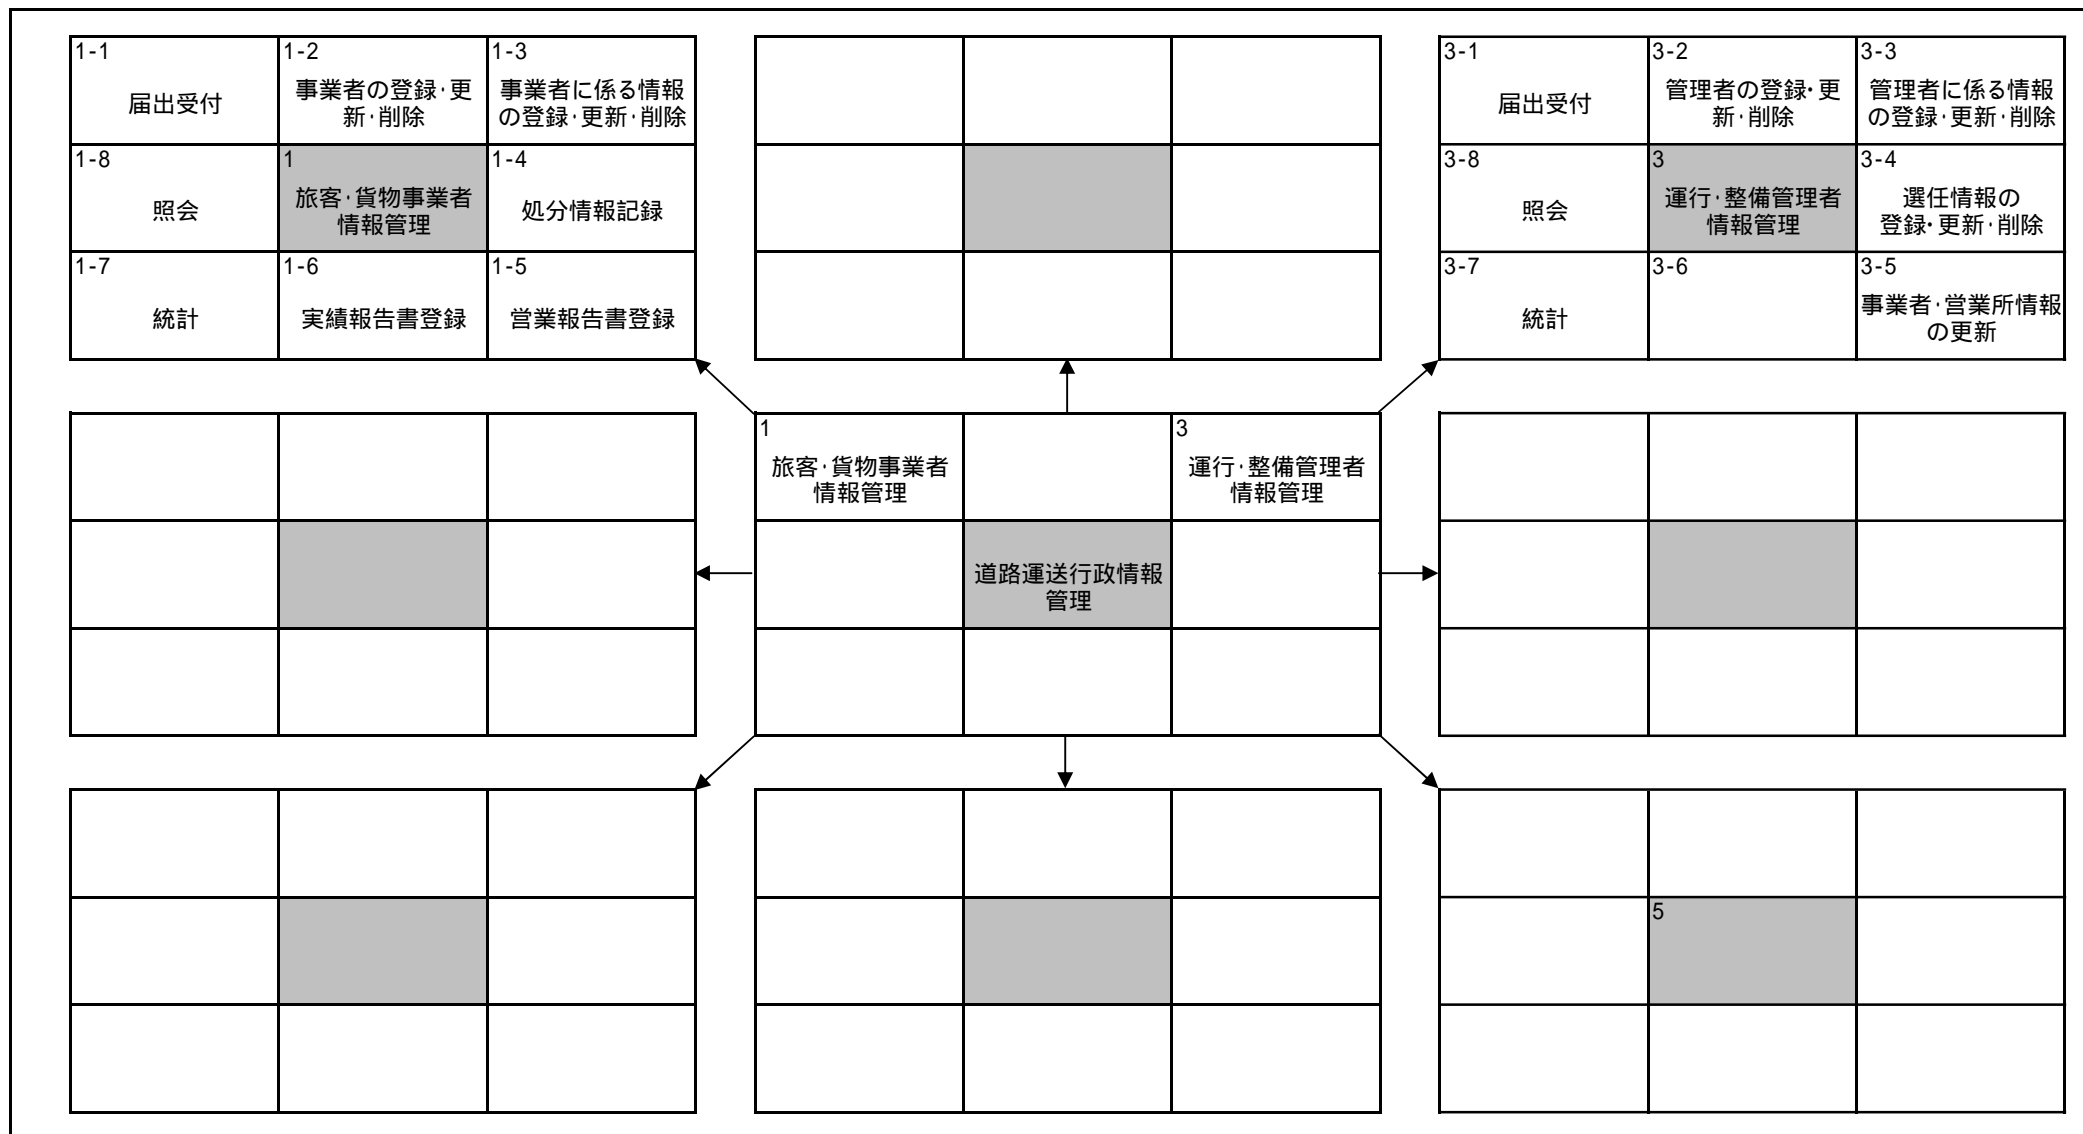 1-1
届出受付
1-2
事業者の登録・更
新・削除
1-3
事業者に係る情報
の登録・更新・削除
1-8
照会
1
旅客・貨物事業者
情報管理
1-4
処分情報記録
1-7
統計
1-6
実績報告書登録
1-5
営業報告書登録
3-1
届出受付
3-2
管理者の登録・更
新・削除
3-3
管理者に係る情報
の登録・更新・削除
3-8
照会
3
運行・整備管理者
情報管理
3-4
選任情報の
登録・更新・削除
3-7
統計
3-6
3-5
事業者・営業所情報
の更新
1
旅客・貨物事業者
情報管理
3
運行・整備管理者
情報管理
道路運送行政情報
管理
5